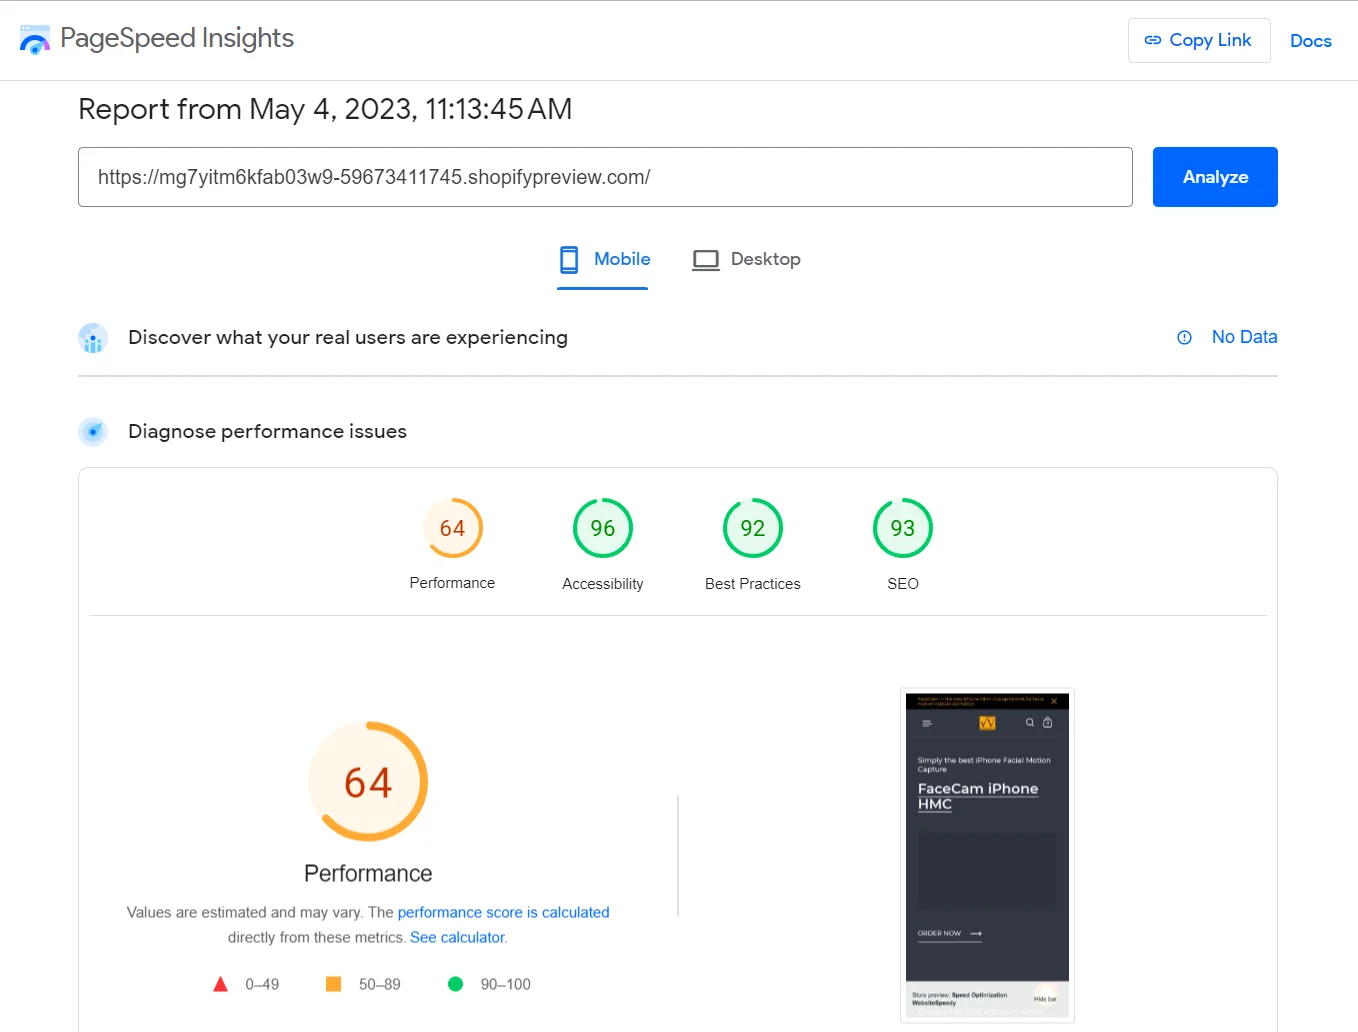 PageSpeed Insights
Copy Link
Docs
Report from May 4, 2023, 11:13:45 AM
https://mg7yitm6kfab03w9-59673411745.shopifypreview.com/
Analyze
Mobile
Desktop
Discover what your real users are experiencing
No Data
Diagnose performance issues
64
96
92
93
Performance
Accessibility
Best Practices
SEO
64
Performance
Values are estimated and may vary. The performance score is calculated
directly from these metrics. See calculator.
0–49
50–89
90–100
Simply the best iPhone Facial Motion
Capture
FaceCam iPhone
HMC
ORDER NOW
Store preview: Speed Optimization
WebsiteSpeedy
Hide bar